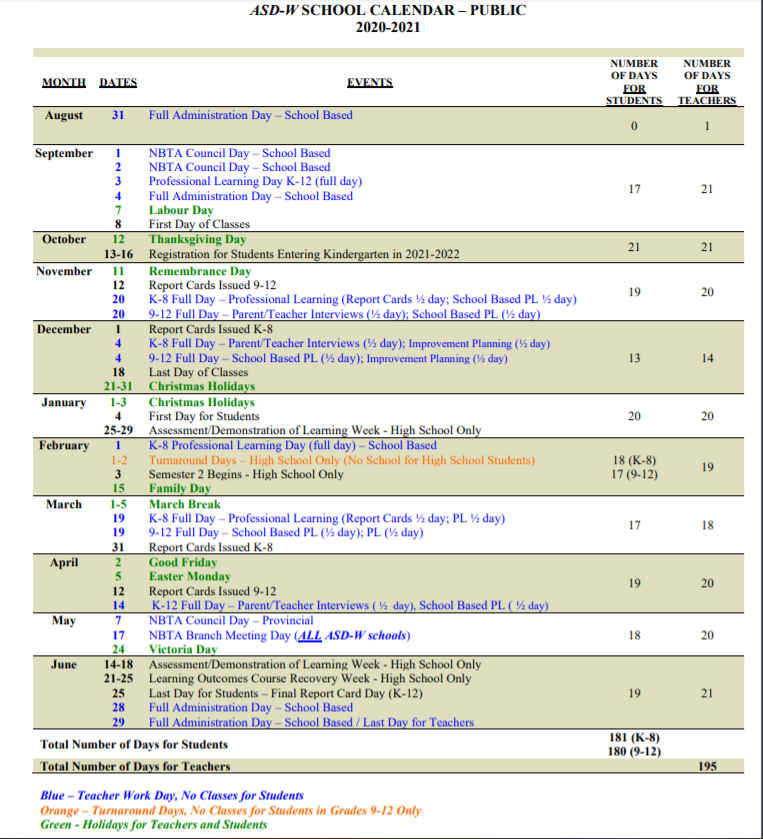 ASD-W SCHOOL CALENDAR – PUBLIC
2020-2021
MONTH DATES EVENTS NUMBER OF DAYS FOR STUDENTS NUMBER OF DAYS FOR TEACHERS
August 31 Full Administration Day – School Based
0 1
September 1 NBTA Council Day – School Based
2 NBTA Council Day – School Based
3 Professional Learning Day K-12 (full day)
17 21
4 Full Administration Day – School Based
7 Labour Day
8 First Day of Classes
October 12 Thanksgiving Day
21 21
13-16 Registration for Students Entering Kindergarten in 2021-2022
November 11 Remembrance Day
12 Report Cards Issued 9-12
19 20
20 K-8 Full Day – Professional Learning (Report Cards ½ day; School Based PL ½ day)
20 9-12 Full Day – Parent/Teacher Interviews (½ day); School Based PL (½ day)
December 1 Report Cards Issued K-8
4 K-8 Full Day – Parent/Teacher Interviews (½ day); Improvement Planning (½ day)
4 9-12 Full Day – School Based PL (½ day); Improvement Planning (½ day) 13 14
18 Last Day of Classes
21-31 Christmas Holidays
January 1-3 Christmas Holidays
4 First Day for Students 20 20
25-29 Assessment/Demonstration of Learning Week - High School Only
February 1 K-8 Professional Learning Day (full day) – School Based
1-2 Turnaround Days – High School Only (No School for High School Students) 18 (K-8)
19
3 Semester 2 Begins - High School Only 17 (9-12)
15 Family Day
March 1-5 March Break
19 K-8 Full Day – Professional Learning (Report Cards ½ day; PL ½ day)
17 18
19 9-12 Full Day – School Based PL (½ day); PL (½ day)
31 Report Cards Issued K-8
April 2 Good Friday
5 Easter Monday
19 20
12 Report Cards Issued 9-12
14 K-12 Full Day – Parent/Teacher Interviews ( ½ day), School Based PL ( ½ day)
May 7 NBTA Council Day – Provincial
17 NBTA Branch Meeting Day (ALL ASD-W schools) 18 20
24 Victoria Day
June 14-18 Assessment/Demonstration of Learning Week - High School Only
21-25 Learning Outcomes Course Recovery Week - High School Only
25 Last Day for Students – Final Report Card Day (K-12) 19 21
28 Full Administration Day – School Based
29 Full Administration Day – School Based / Last Day for Teachers
Total Number of Days for Students 181 (K-8)
180 (9-12)
Total Number of Days for Teachers 195
Blue – Teacher Work Day, No Classes for Students
Orange – Turnaround Days, No Classes for Students in Grades 9-12 Only
Green - Holidays for Teachers and Students